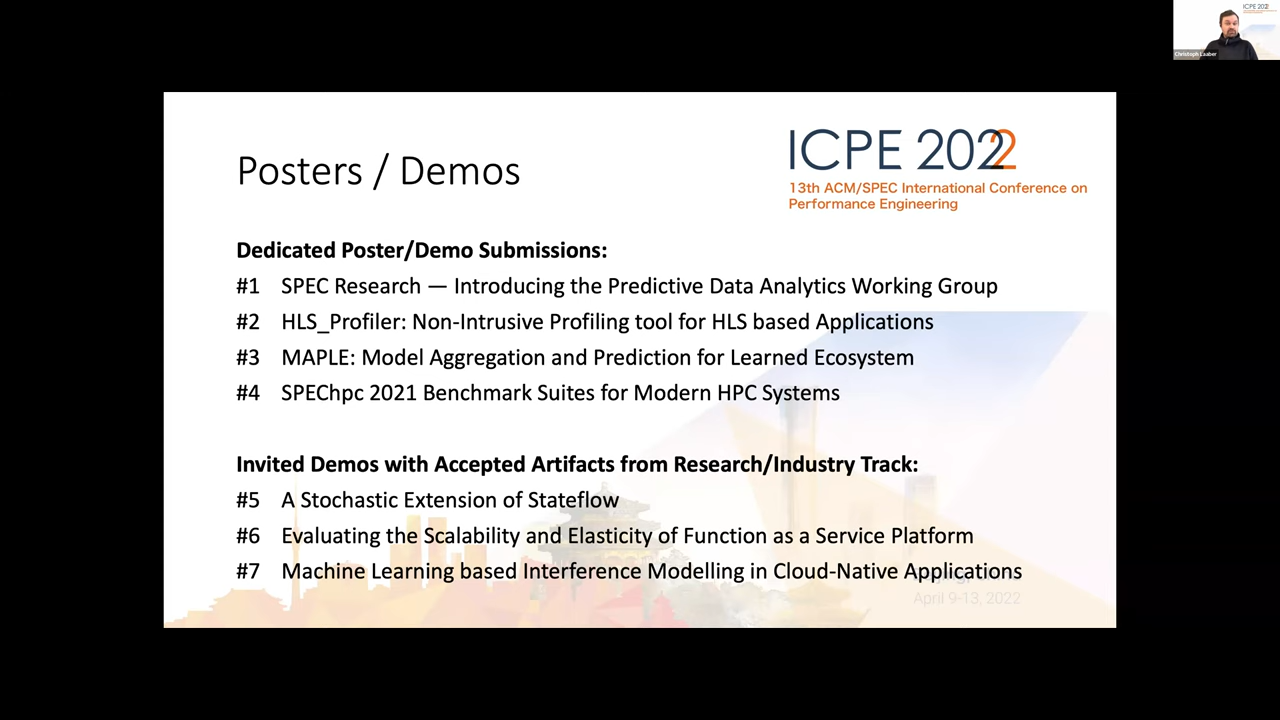 ICPE 2022
Christoph Laaber
Posters / Demos
ICPE 2022
13th ACM/SPEC International Conference on
Performance Engineering
Dedicated Poster/Demo Submissions:
#1 SPEC Research — Introducing the Predictive Data Analytics Working Group
#2 HLS_Profiler: Non-Intrusive Profiling tool for HLS based Applications
#3 MAPLE: Model Aggregation and Prediction for Learned Ecosystem
#4 SPEChpc 2021 Benchmark Suites for Modern HPC Systems
Invited Demos with Accepted Artifacts from Research/Industry Track:
#5 A Stochastic Extension of Stateflow
#6 Evaluating the Scalability and Elasticity of Function as a Service Platform
#7 Machine Learning based Interference Modelling in Cloud-Native Applications
April 9-13, 2022